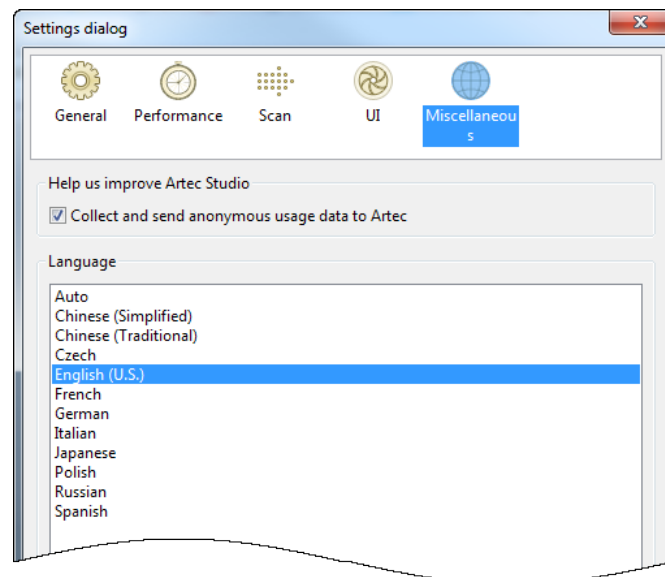 Settings dialog
General Performance Scan UI Miscellaneou
s
Help us improve Artec Studio
Collect and send anonymous usage data to Artec
Language
Auto
Chinese (Simplified)
Chinese (Traditional)
Czech
English (U.S.)
French
German
Italian
Japanese
Polish
Russian
Spanish